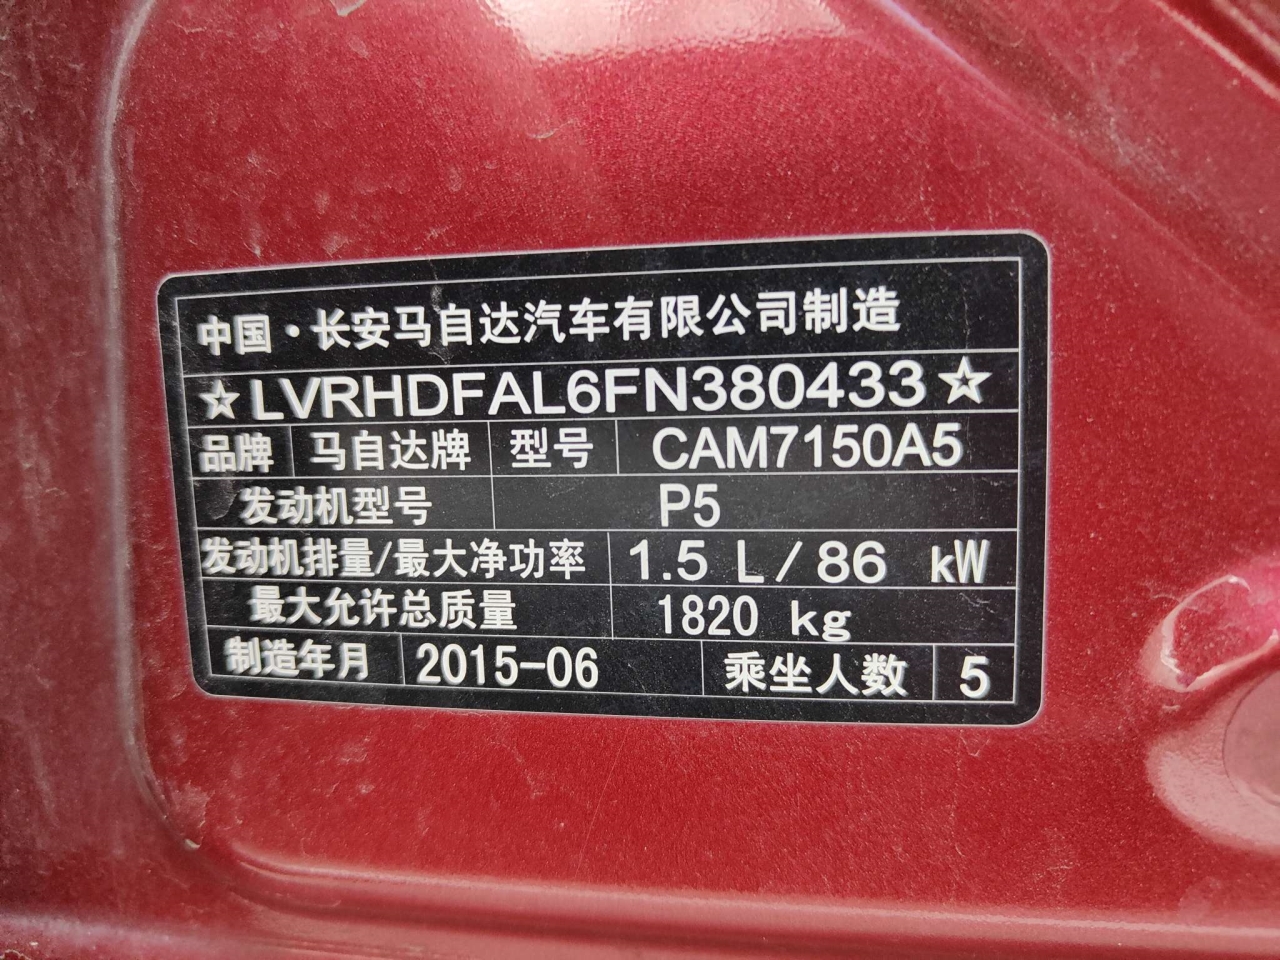 中国·长安马自达汽车有限公司制造
☆LVRHDFAL6FN380433☆
品牌 马自达牌 型号 CAM7150A5
发动机型号 P5
发动机排量/最大净功率 1.5 L/86 kW
最大允许总质量 1820 kg
制造年月 2015-06 乘坐人数 5